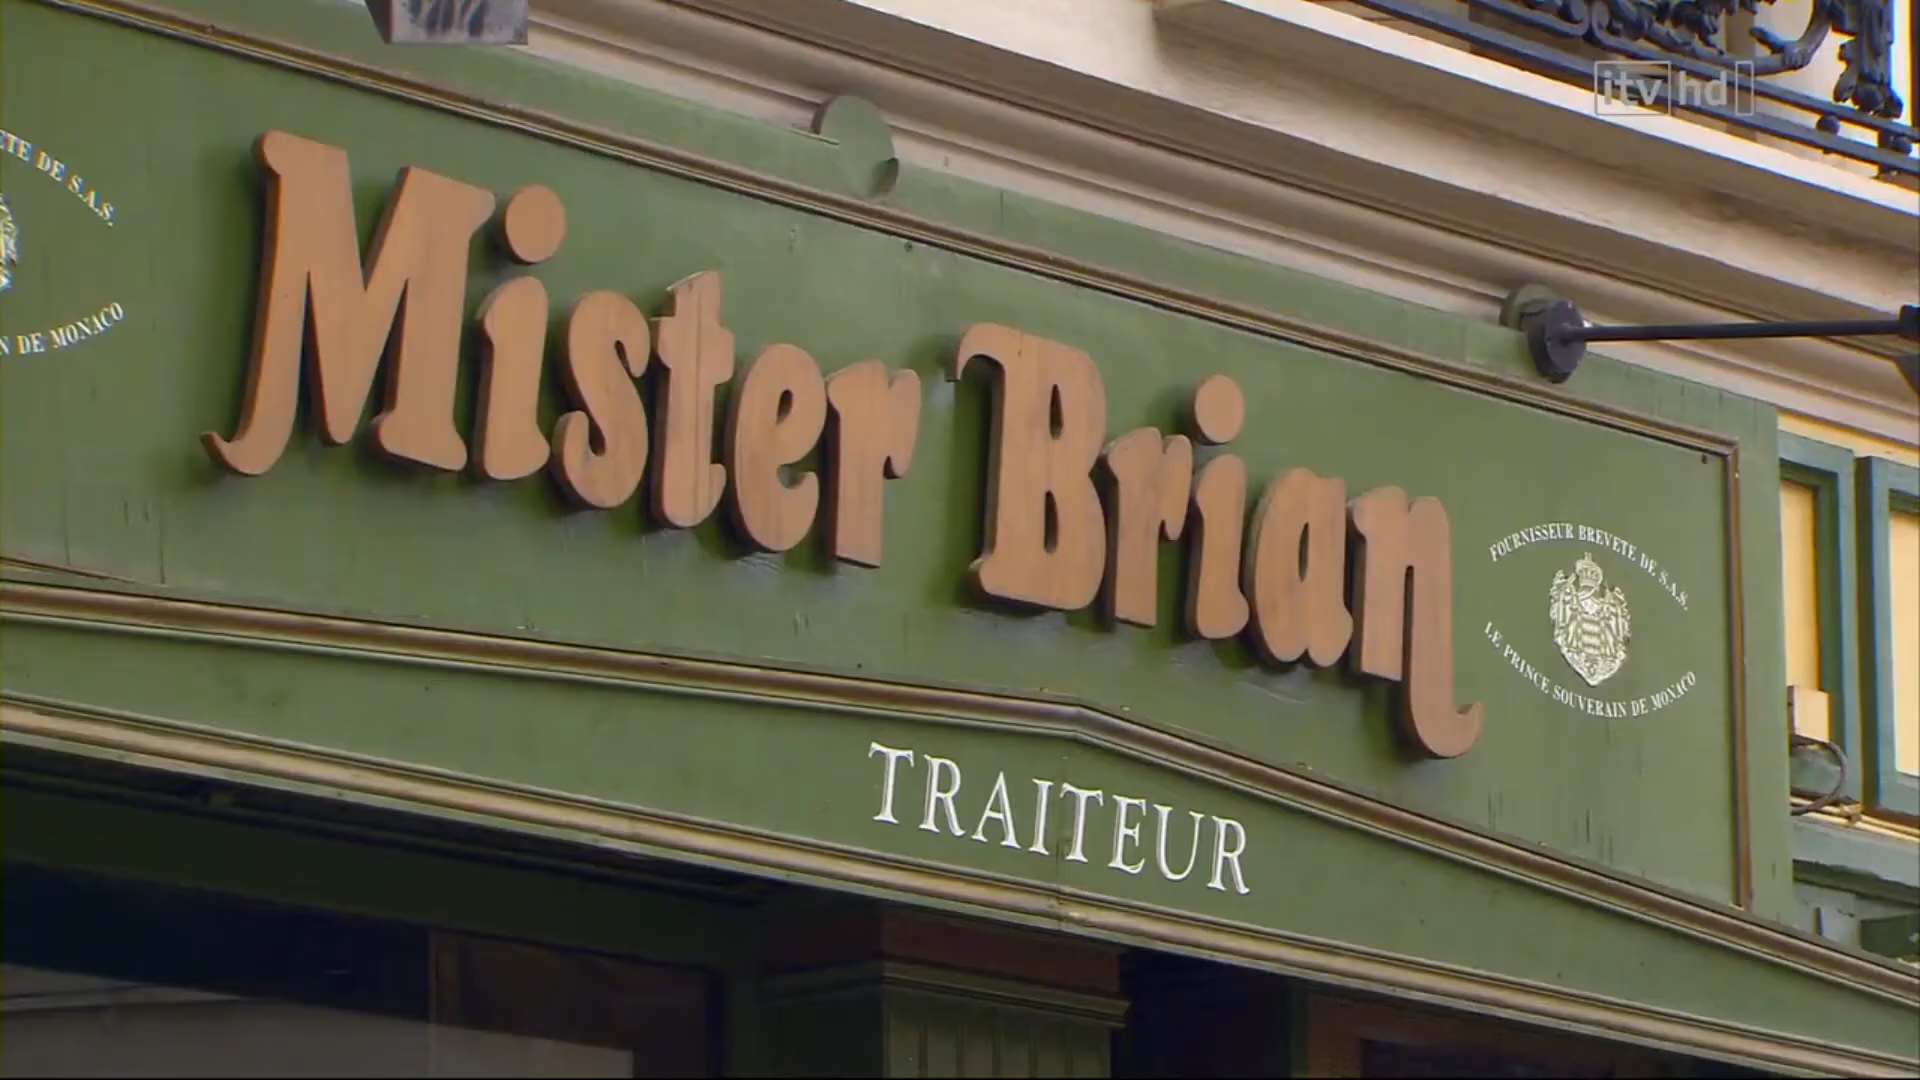 itv hd
ETE DE S.A.S.
N DE MONACO
Mister Brian
FOURNISSEUR BREVETE DE S.A.S.
LE PRINCE SOUVERAIN DE MONACO
TRAITEUR